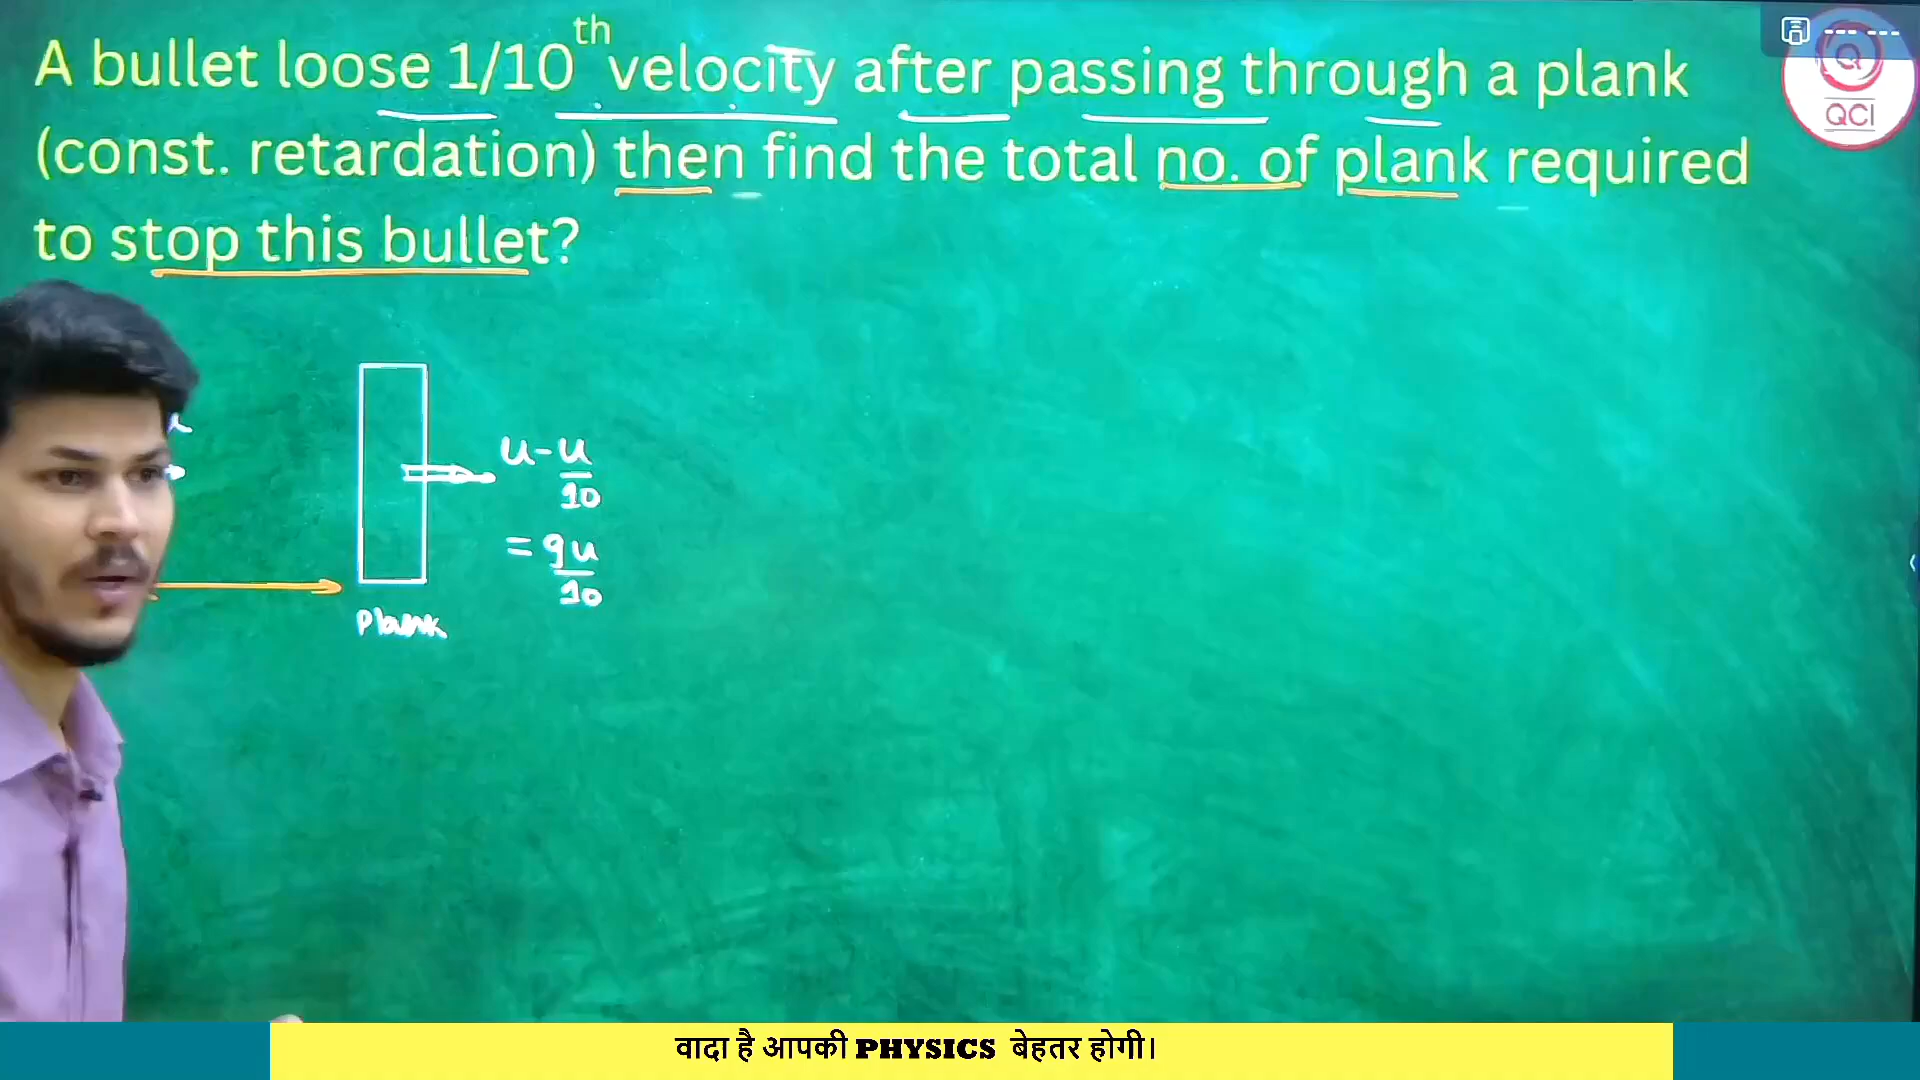 A bullet loose 1/10th velocity after passing through a plank
(const. retardation) then find the total no. of plank required
to stop this bullet?
QCI
u
u-u/10
= 9u/10
Plank
वादा है आपकी PHYSICS बेहतर होगी।